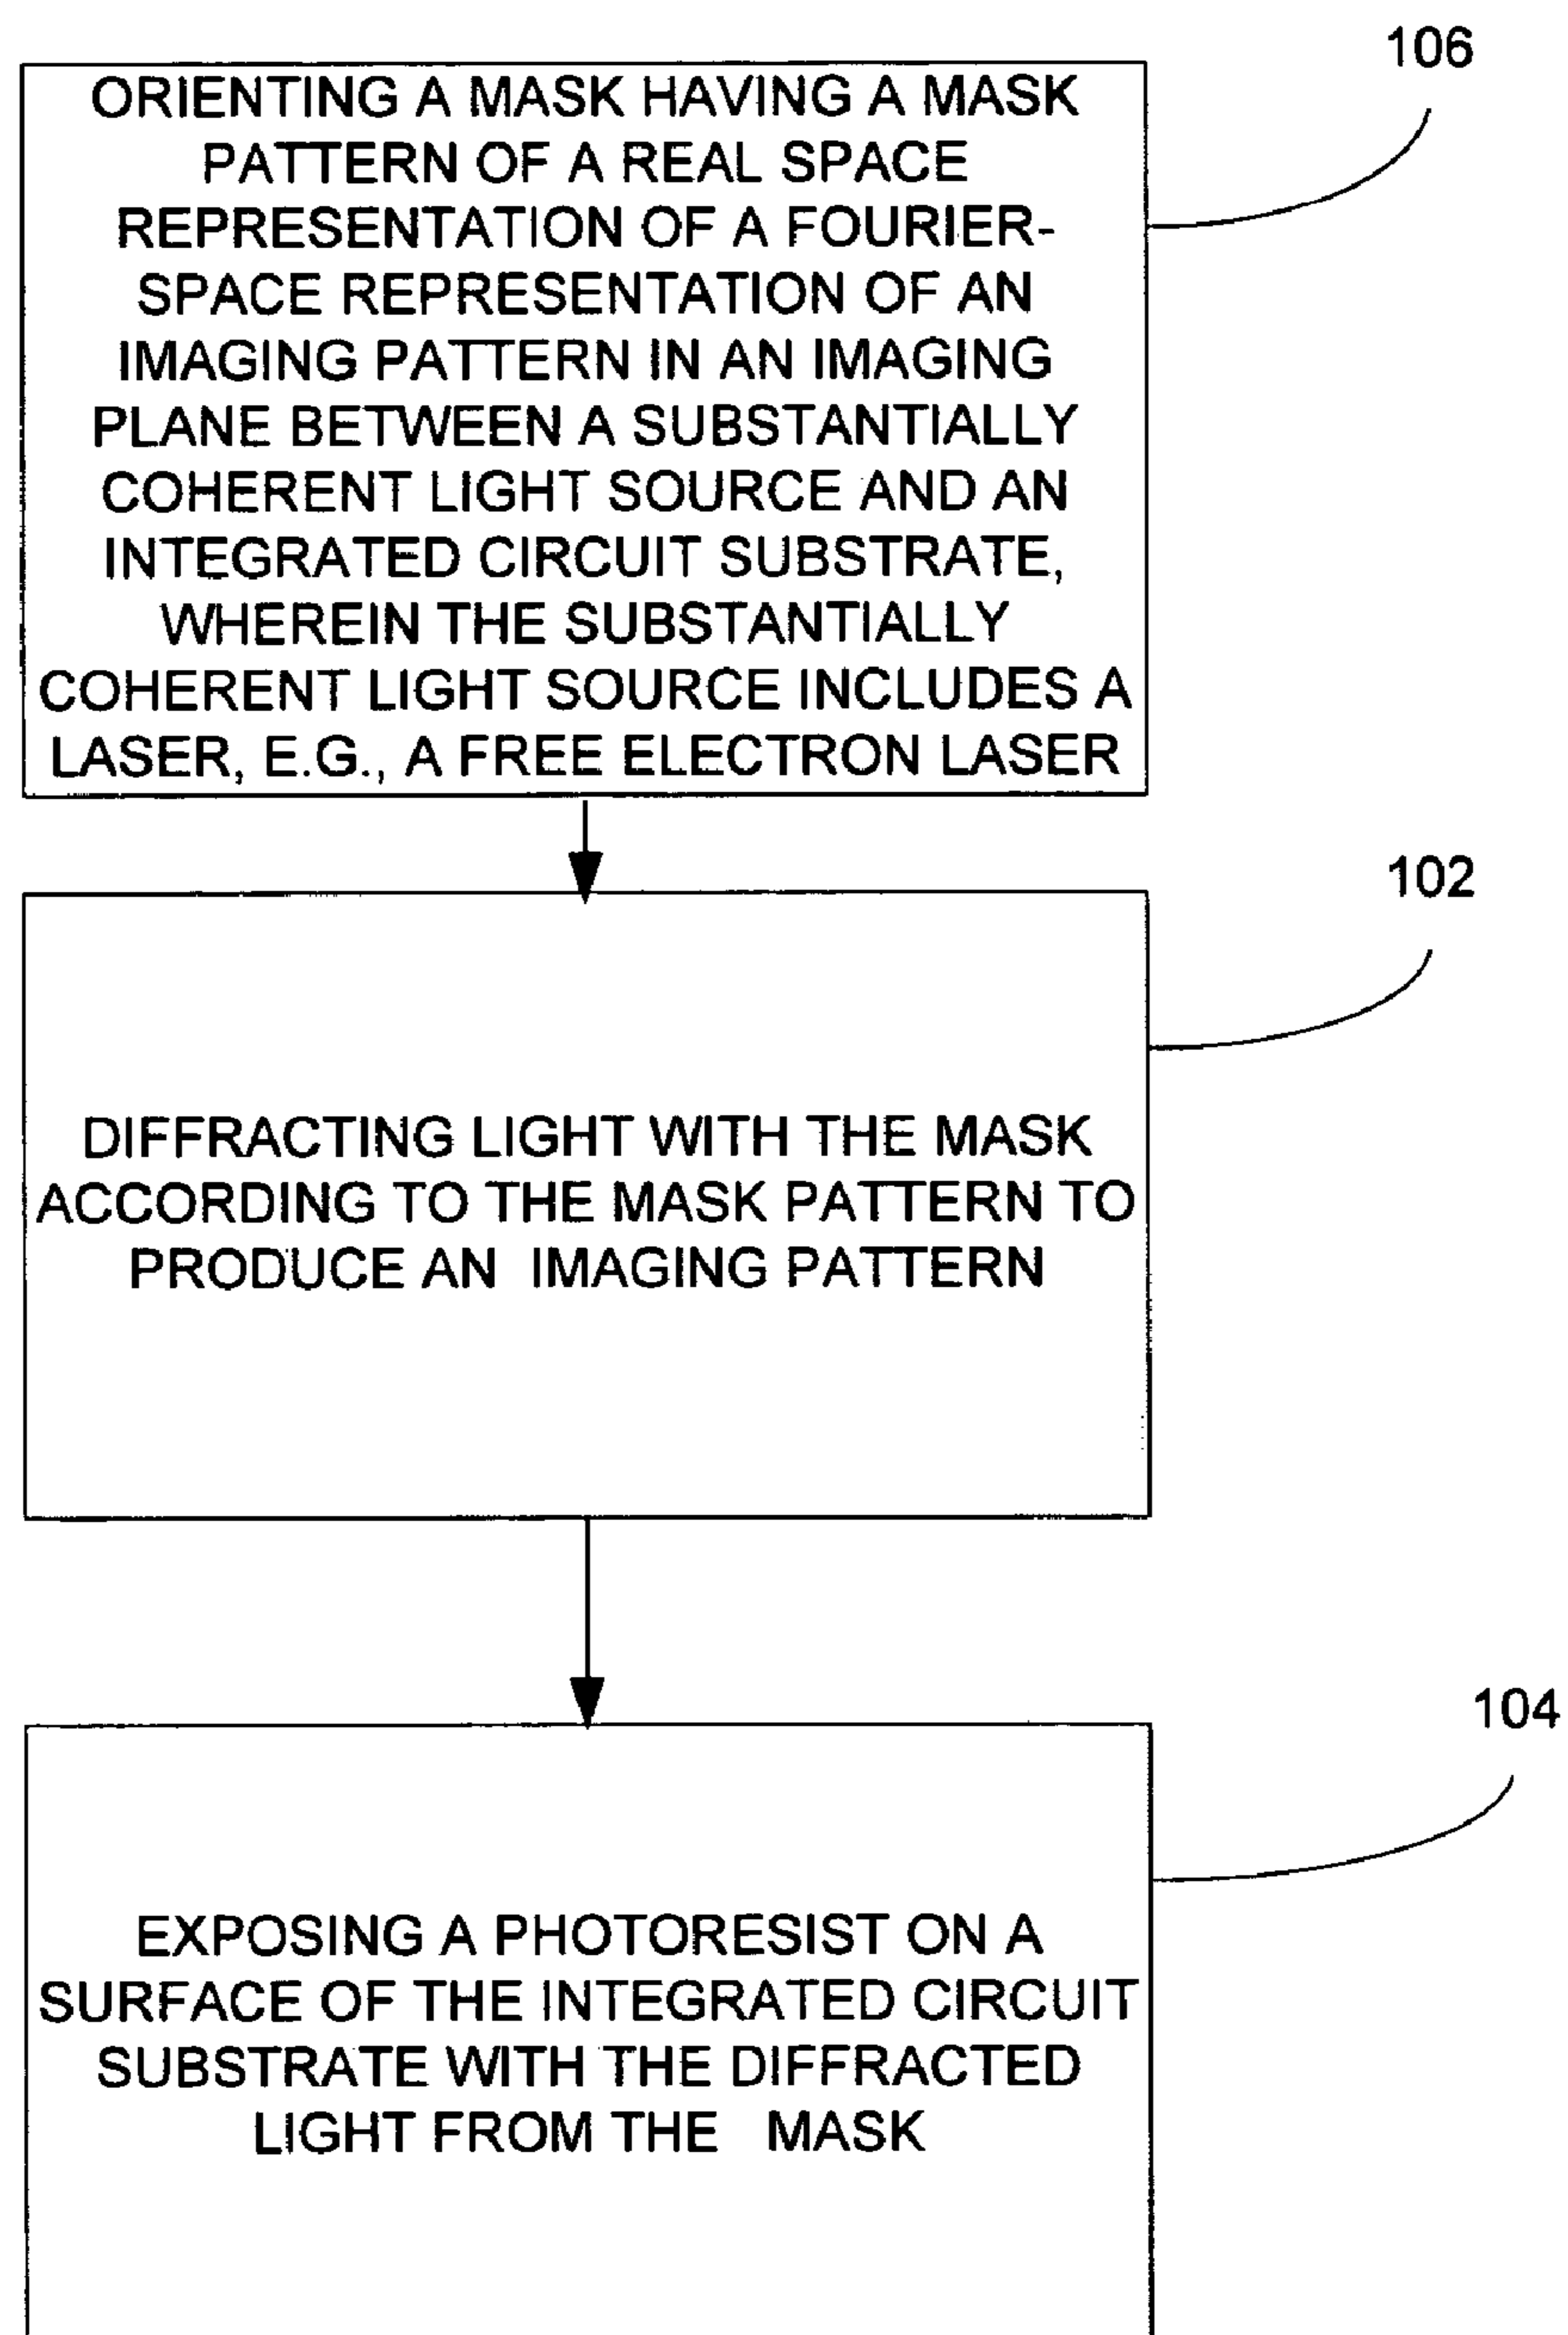 106
ORIENTING A MASK HAVING A MASK
PATTERN OF A REAL SPACE
REPRESENTATION OF A FOURIER-
SPACE REPRESENTATION OF AN
IMAGING PATTERN IN AN IMAGING
PLANE BETWEEN A SUBSTANTIALLY
COHERENT LIGHT SOURCE AND AN
INTEGRATED CIRCUIT SUBSTRATE,
WHEREIN THE SUBSTANTIALLY
COHERENT LIGHT SOURCE INCLUDES A
LASER, E.G., A FREE ELECTRON LASER
102
DIFFRACTING LIGHT WITH THE MASK
ACCORDING TO THE MASK PATTERN TO
PRODUCE AN IMAGING PATTERN
104
EXPOSING A PHOTORESIST ON A
SURFACE OF THE INTEGRATED CIRCUIT
SUBSTRATE WITH THE DIFFRACTED
LIGHT FROM THE MASK